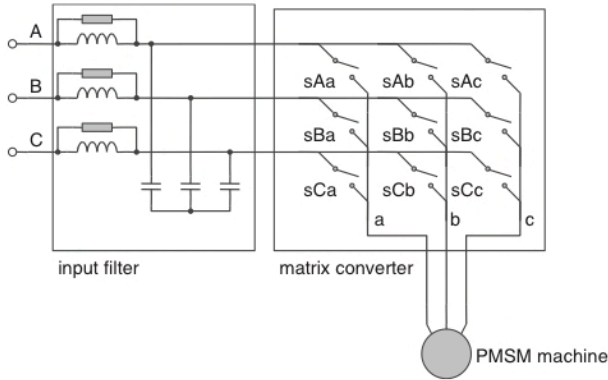 A
sAa sAb sAc
B
sBa sBb sBc
C
sCa sCb sCc
a b c
input filter
matrix converter
PMSM machine